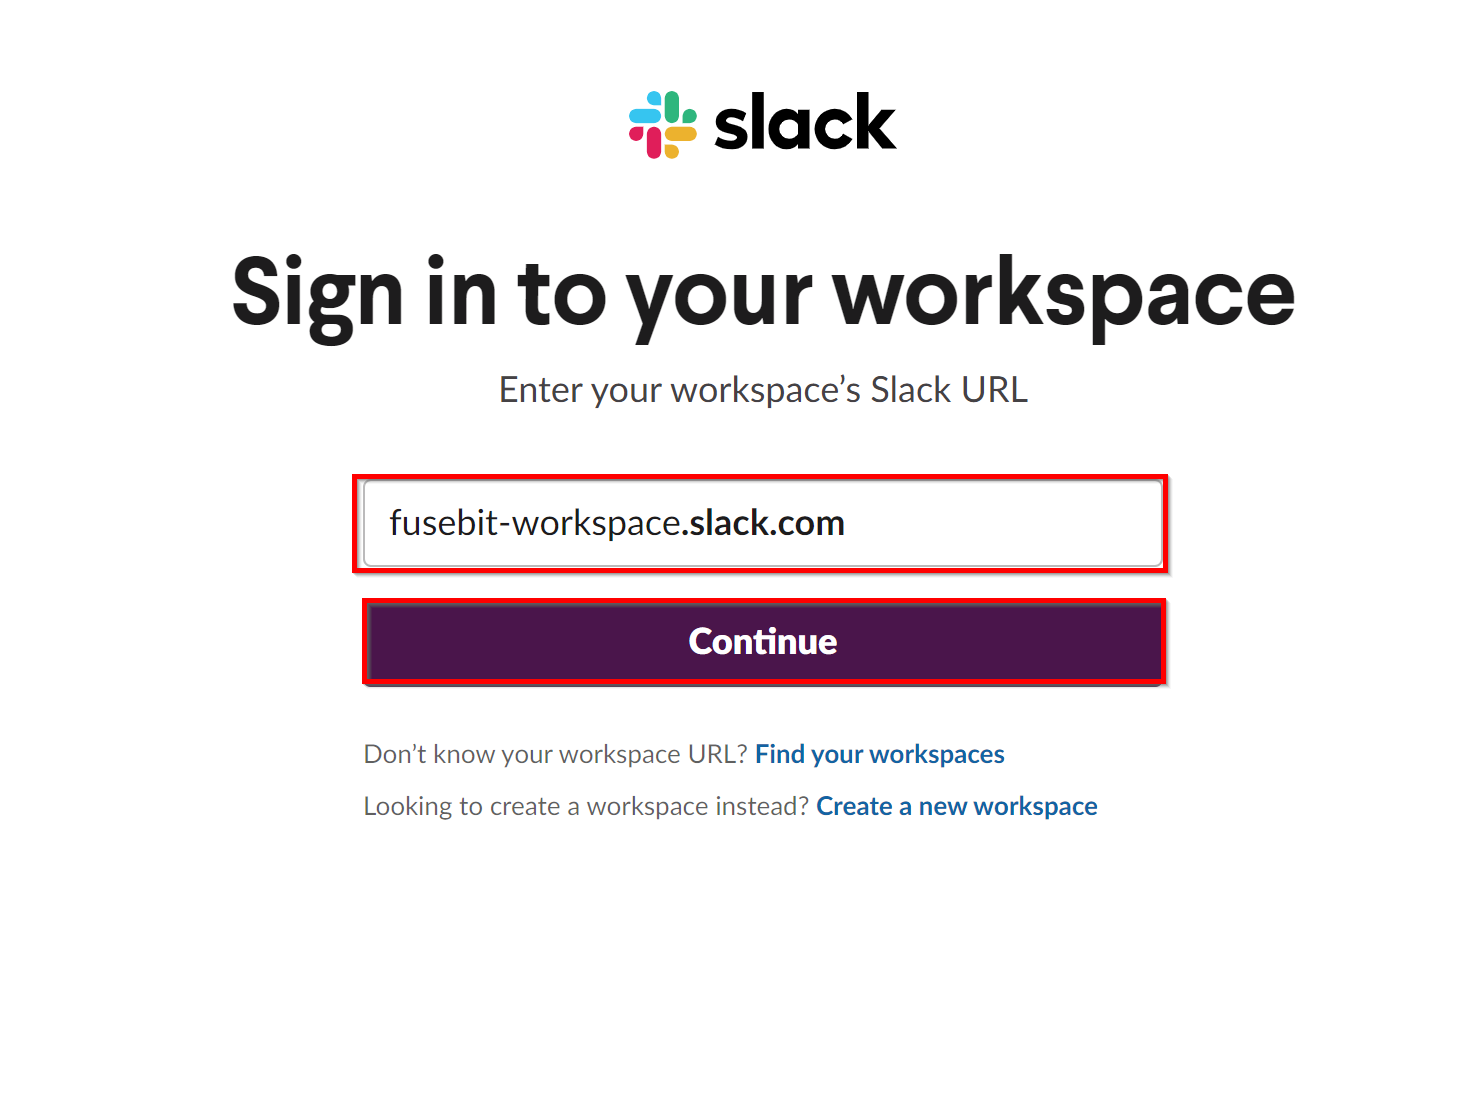 slack
Sign in to your workspace
Enter your workspace’s Slack URL
fusebit-workspace.slack.com
Continue
Don’t know your workspace URL? Find your workspaces
Looking to create a workspace instead? Create a new workspace